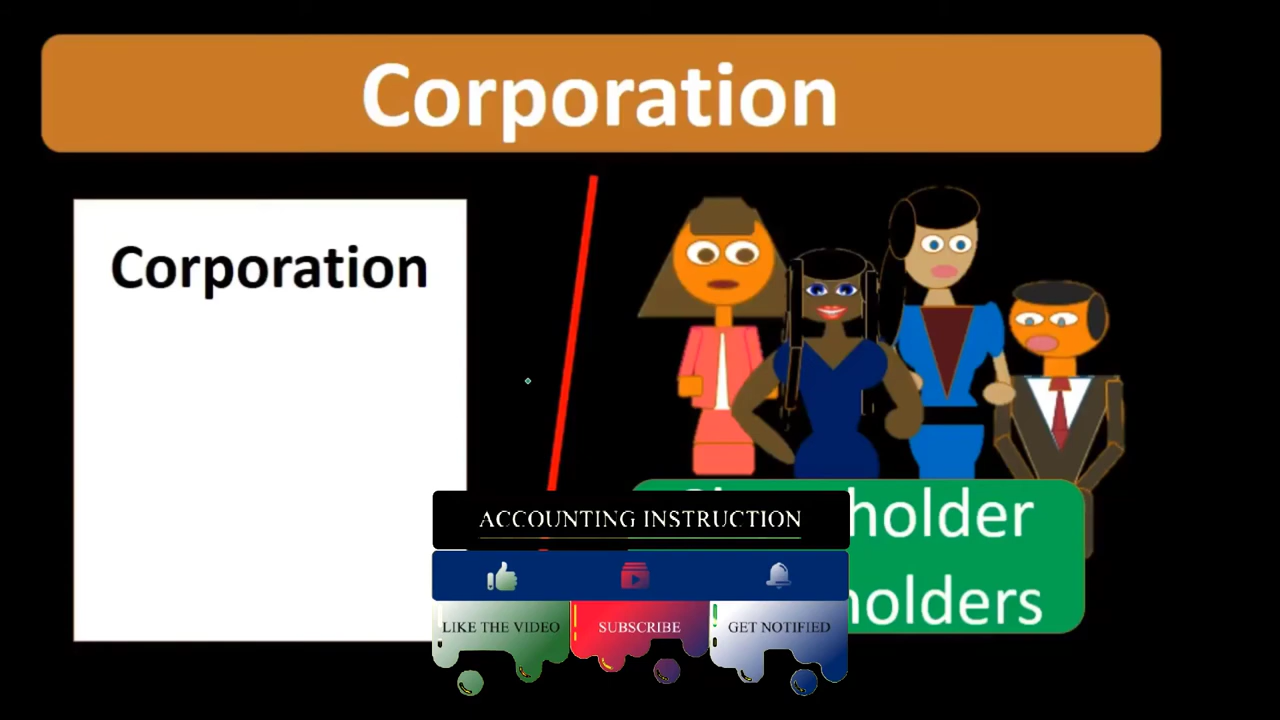 Corporation
Corporation
holder
holders
ACCOUNTING INSTRUCTION
LIKE THE VIDEO
SUBSCRIBE
GET NOTIFIED